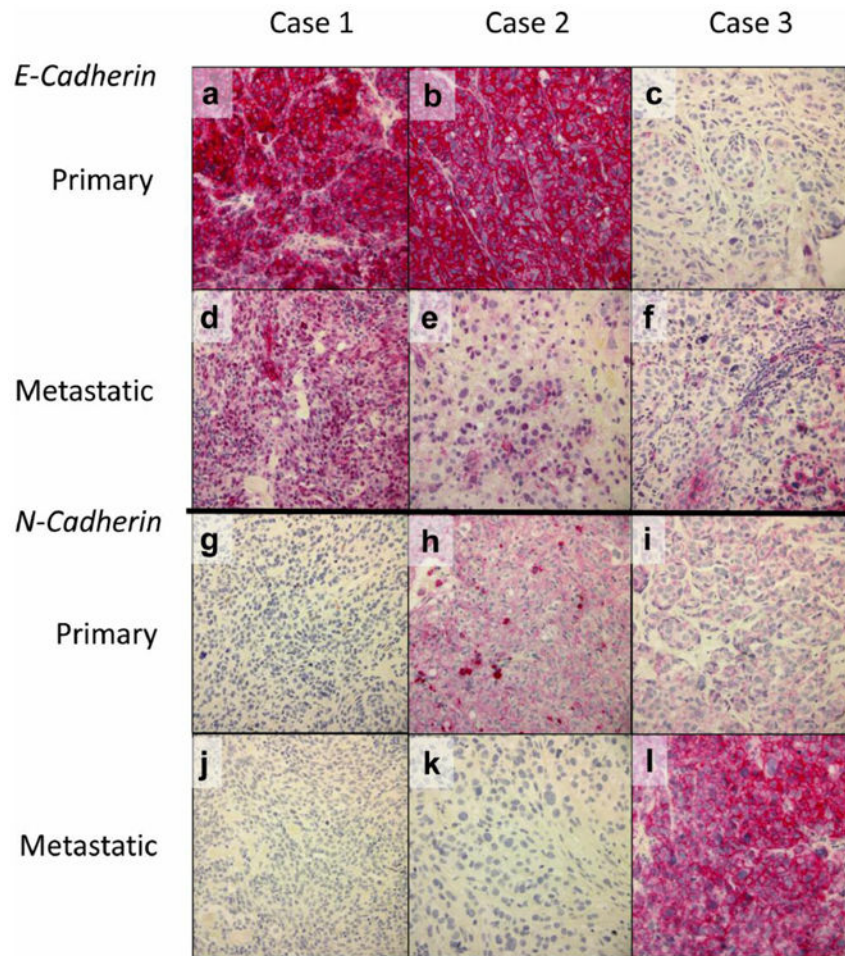 Case 1 Case 2 Case 3
E-Cadherin
a b c
Primary
d e f
Metastatic
N-Cadherin
g h i
Primary
j k l
Metastatic